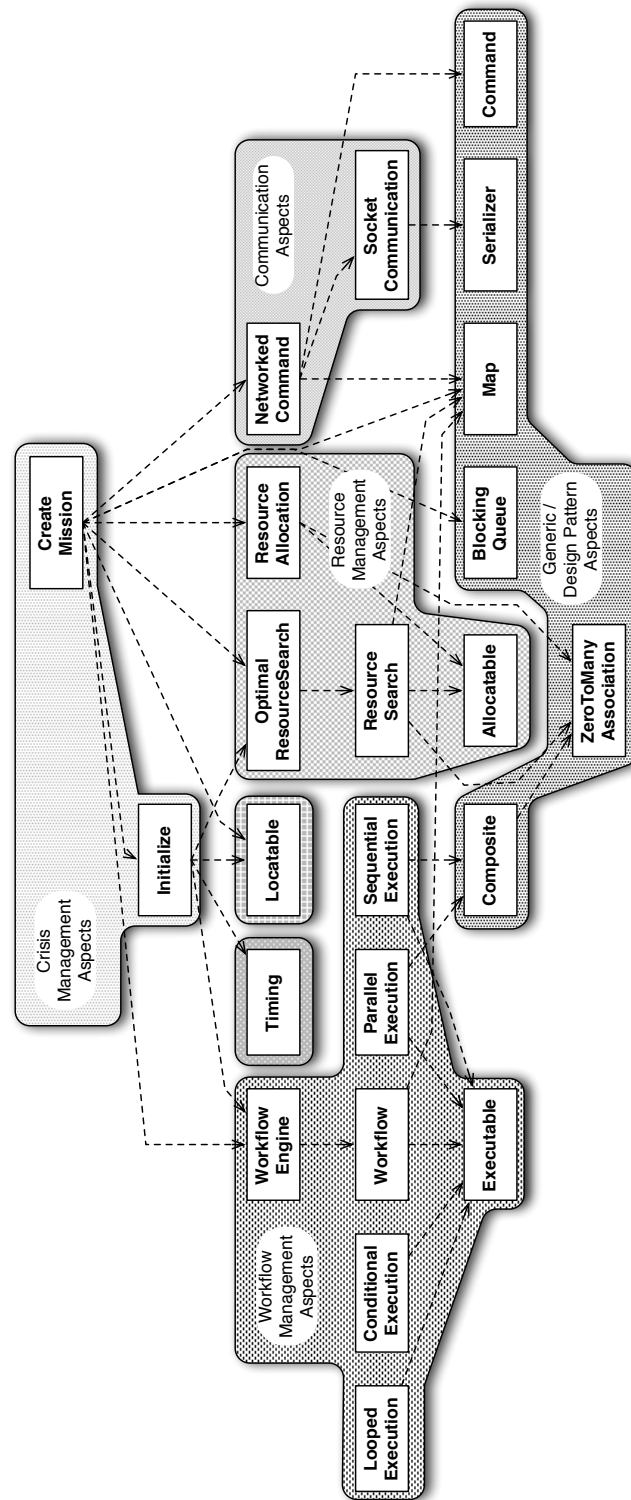 Crisis
Management
Aspects
Create
Mission
Initialize
Workflow
Management
Aspects
Workflow
Engine
Timing
Locatable
Optimal
ResourceSearch
Resource
Allocation
Networked
Command
Communication
Aspects
Looped Execution
Conditional
Execution
Workflow
Parallel
Execution
Sequential
Execution
Resource
Search
Resource
Management
Aspects
Socket
Communication
Executable
Composite
Allocatable
Blocking
Queue
Map
Serializer
Command
ZeroToMany
Association
Generic /
Design Pattern
Aspects